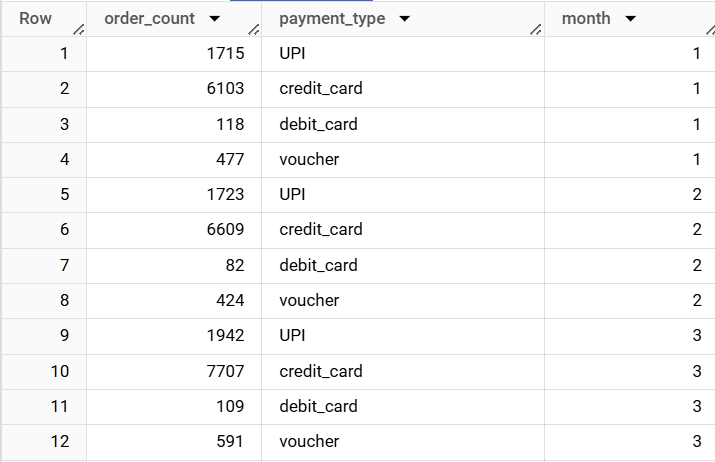 Row order_count payment_type month
1 1715 UPI 1
2 6103 credit_card 1
3 118 debit_card 1
4 477 voucher 1
5 1723 UPI 2
6 6609 credit_card 2
7 82 debit_card 2
8 424 voucher 2
9 1942 UPI 3
10 7707 credit_card 3
11 109 debit_card 3
12 591 voucher 3